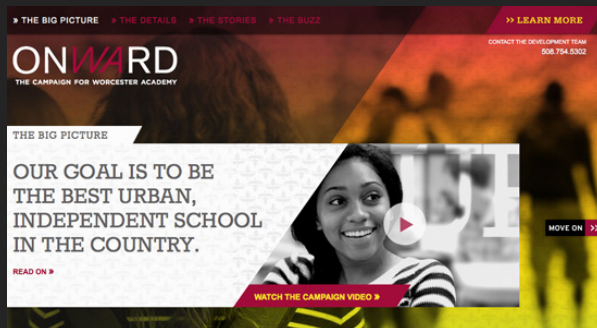 » THE BIG PICTURE » THE DETAILS » THE STORIES » THE BUZZ
›› LEARN MORE
CONTACT THE DEVELOPMENT TEAM
508.754.5302
ONWARD
THE CAMPAIGN FOR WORCESTER ACADEMY
THE BIG PICTURE
OUR GOAL IS TO BE
THE BEST URBAN,
INDEPENDENT SCHOOL
IN THE COUNTRY.
READ ON »
WATCH THE CAMPAIGN VIDEO »
MOVE ON ››